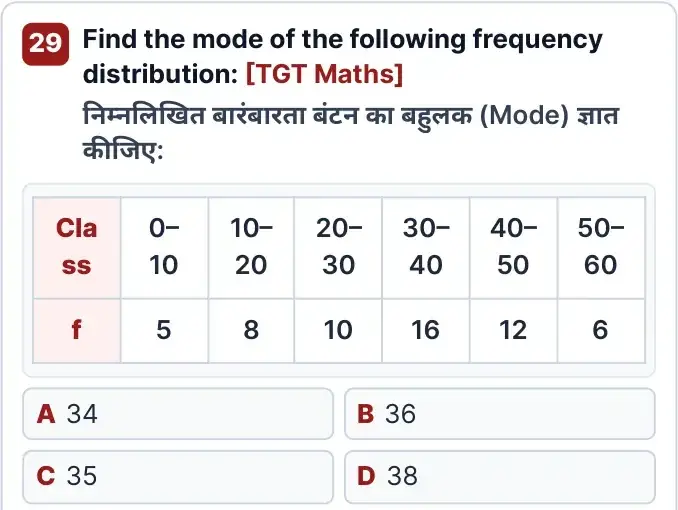 29 Find the mode of the following frequency
distribution: [TGT Maths]
निम्नलिखित बारंबारता बंटन का बहुलक (Mode) ज्ञात
कीजिए:
Cla 0– 10– 20– 30– 40– 50–
ss 10 20 30 40 50 60
f 5 8 10 16 12 6
A 34 B 36
C 35 D 38